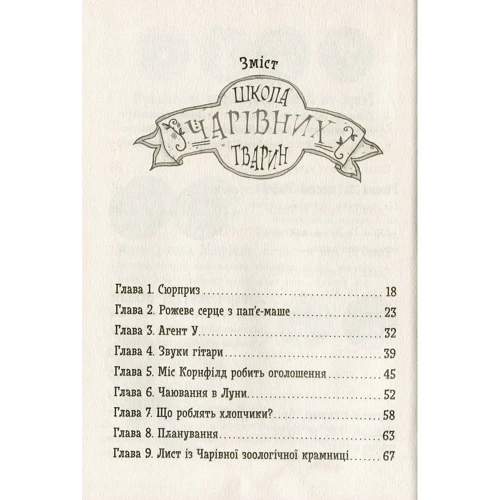 Зміст
ШКОЛА
ЧАРІВНИХ
ТВАРИН
Глава 1. Сюрприз 18
Глава 2. Рожеве серце з пап'є-маше 23
Глава 3. Агент У. 32
Глава 4. Звуки гітари 39
Глава 5. Міс Корнфілд робить оголошення 45
Глава 6. Чаювання в Луни. 52
Глава 7. Що роблять хлопчики? 58
Глава 8. Планування 63
Глава 9. Лист із Чарівної зоологічної крамниці 67